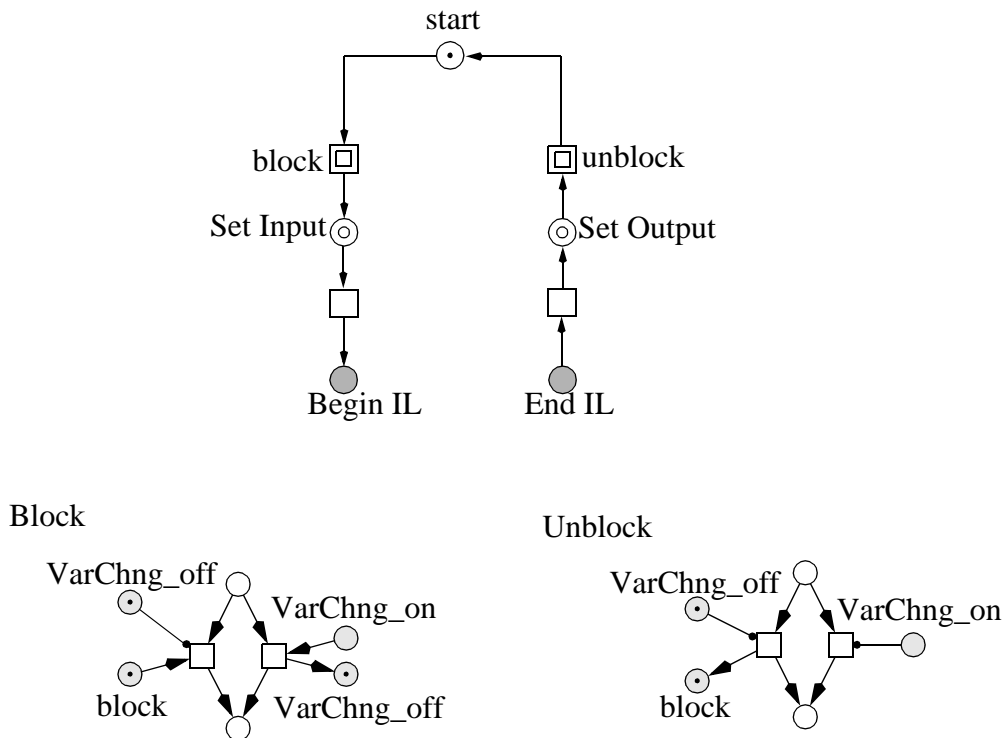 start
block
unblock
Set Input
Set Output
Begin IL
End IL
Block
Unblock
VarChng_off
VarChng_on
block
VarChng_off
VarChng_off
VarChng_on
block